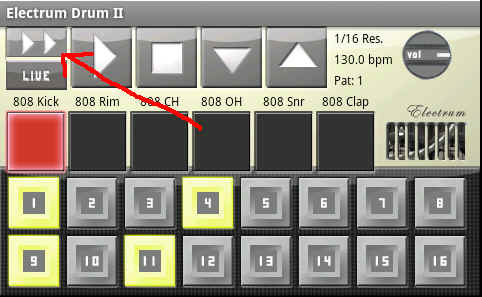 Electrum Drum II
1/16 Res.
130.0 bpm
Pat: 1
vol
LIVE
808 Kick 808 Rim 808 CH 808 OH 808 Snr 808 Clap
Electrum
1 2 3 4 5 6 7 8
9 10 11 12 13 14 15 16